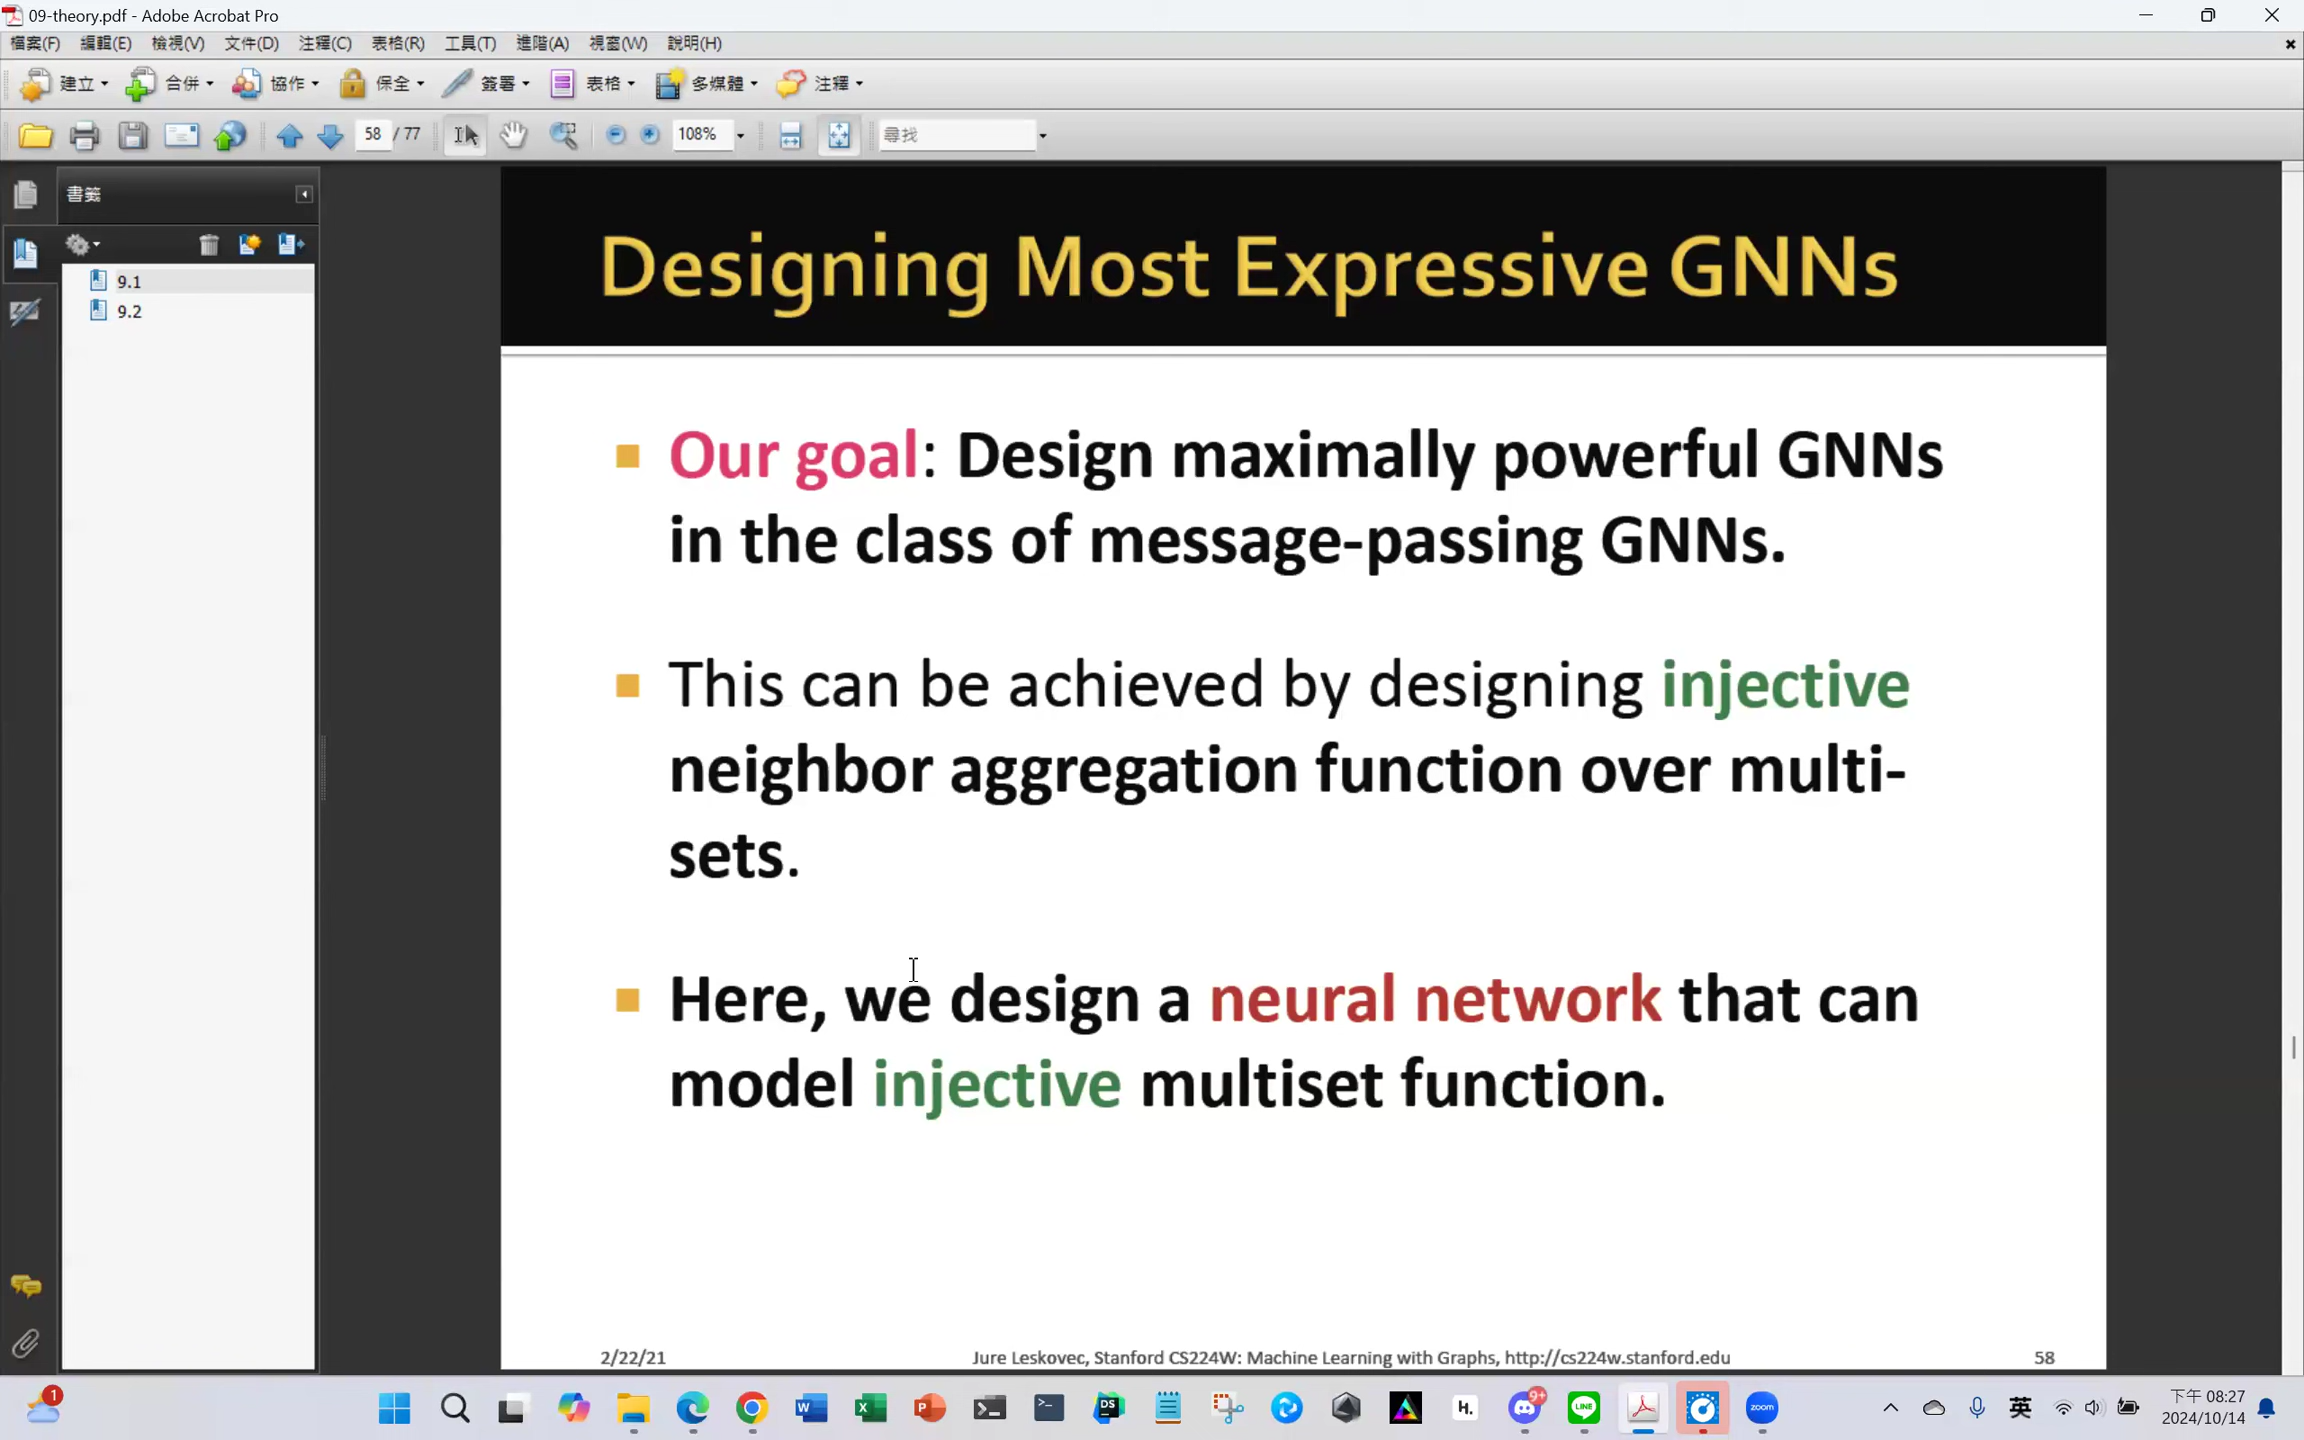 09-theory.pdf - Adobe Acrobat Pro
檔案(F) 編輯(E) 檢視(V) 文件(D) 注釋(C) 表格(R) 工具(T) 進階(A) 視窗(W) 說明(H)
建立 合併 協作 保全 簽署 表格 多媒體 注釋
58 / 77 108% 尋找
書籤
9.1
9.2
Designing Most Expressive GNNs
Our goal: Design maximally powerful GNNs
in the class of message-passing GNNs.
This can be achieved by designing injective
neighbor aggregation function over multi-
sets.
Here, we design a neural network that can
model injective multiset function.
2/22/21 Jure Leskovec, Stanford CS224W: Machine Learning with Graphs, http://cs224w.stanford.edu 58
1 W X P DS H. 9+ LINE zoom 英 下午 08:27
2024/10/14